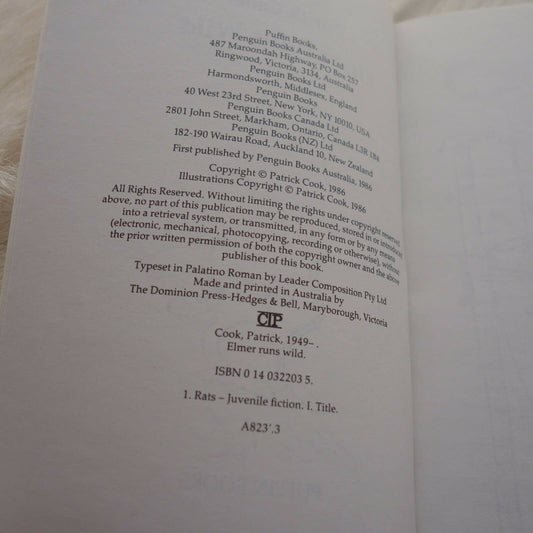 Puffin Books,
Penguin Books Australia Ltd
487 Maroondah Highway, PO Box 257
Ringwood, Victoria, 3134, Australia
Penguin Books Ltd
Harmondsworth, Middlesex, England
Penguin Books
40 West 23rd Street, New York, NY 10010, USA
Penguin Books Canada Ltd
2801 John Street, Markham, Ontario, Canada L3R 1B4
Penguin Books (NZ) Ltd
182-190 Wairau Road, Auckland 10, New Zealand
First published by Penguin Books Australia, 1986
Copyright © Patrick Cook, 1986
Illustrations Copyright © Patrick Cook, 1986
All Rights Reserved. Without limiting the rights under copyright reserved
above, no part of this publication may be reproduced, stored in or introduced
into a retrieval system, or transmitted, in any form or by any means
(electronic, mechanical, photocopying, recording or otherwise), without
the prior written permission of both the copyright owner and the above
publisher of this book.
Typeset in Palatino Roman by Leader Composition Pty Ltd
Made and printed in Australia by
The Dominion Press-Hedges & Bell, Maryborough, Victoria
CIP
Cook, Patrick, 1949– .
Elmer runs wild.
ISBN 0 14 032203 5.
1. Rats – Juvenile fiction. I. Title.
A823'.3